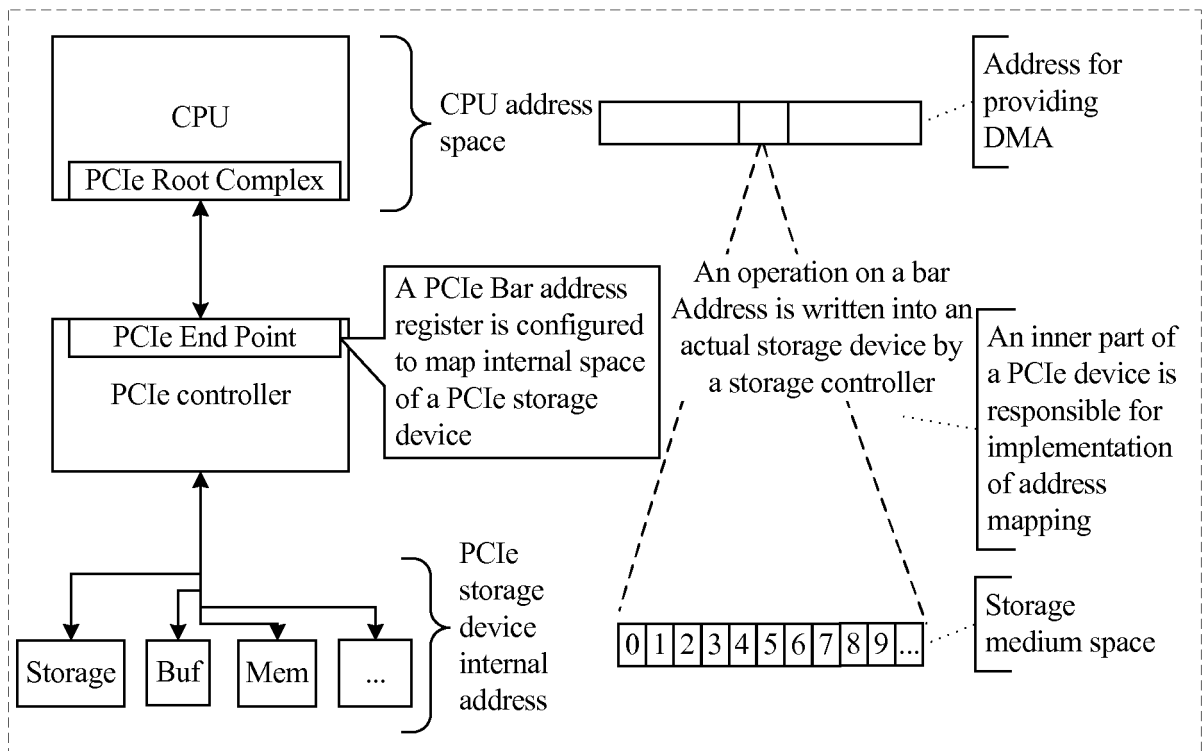 CPU
PCIe Root Complex
CPU address
space
Address for
providing
DMA
PCIe End Point
PCIe controller
A PCIe Bar address
register is configured
to map internal space
of a PCIe storage
device
An operation on a bar
Address is written into an
actual storage device by
a storage controller
An inner part of
a PCIe device is
responsible for
implementation
of address
mapping
Storage
Buf
Mem
...
PCIe
storage
device
internal
address
0 1 2 3 4 5 6 7 8 9 ...
Storage
medium space